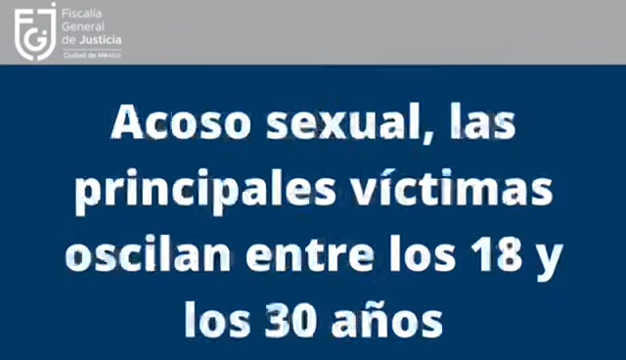 Fiscalía
General
de Justicia
Ciudad de México
Acoso sexual, las
principales víctimas
oscilan entre los 18 y
los 30 años